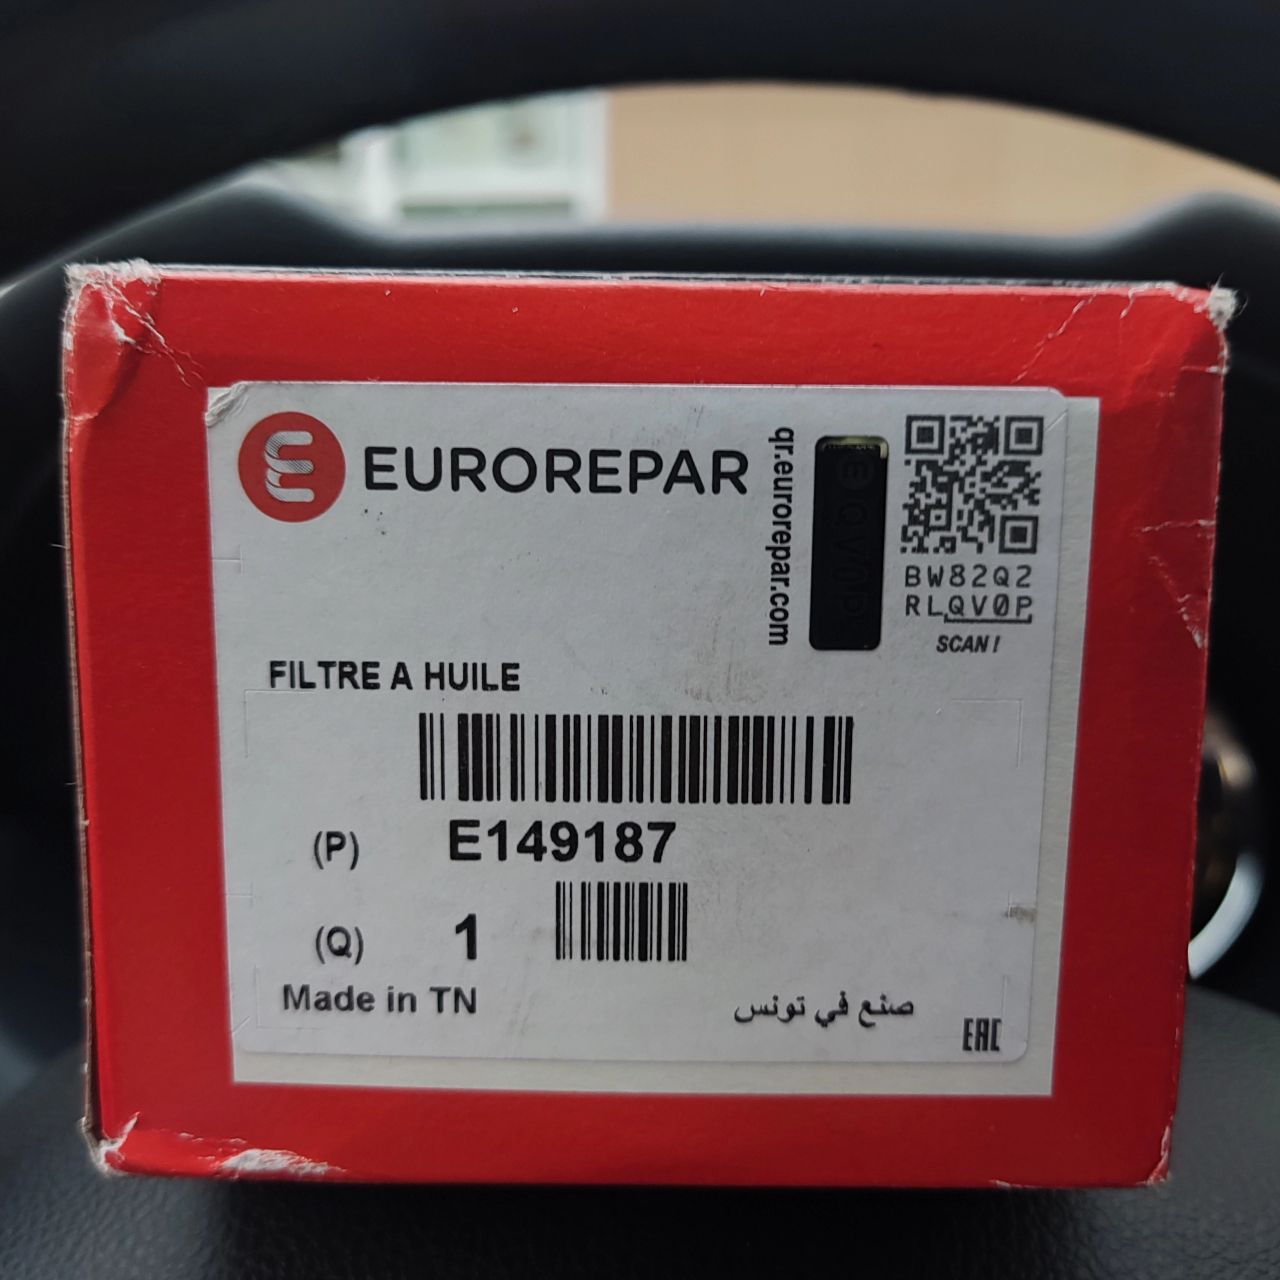 EUROREPAR
qr.eurorepar.com
BW82Q2
RLQV0P
SCAN!
FILTRE A HUILE
(P) E149187
(Q) 1
Made in TN
صنع في تونس
EAC